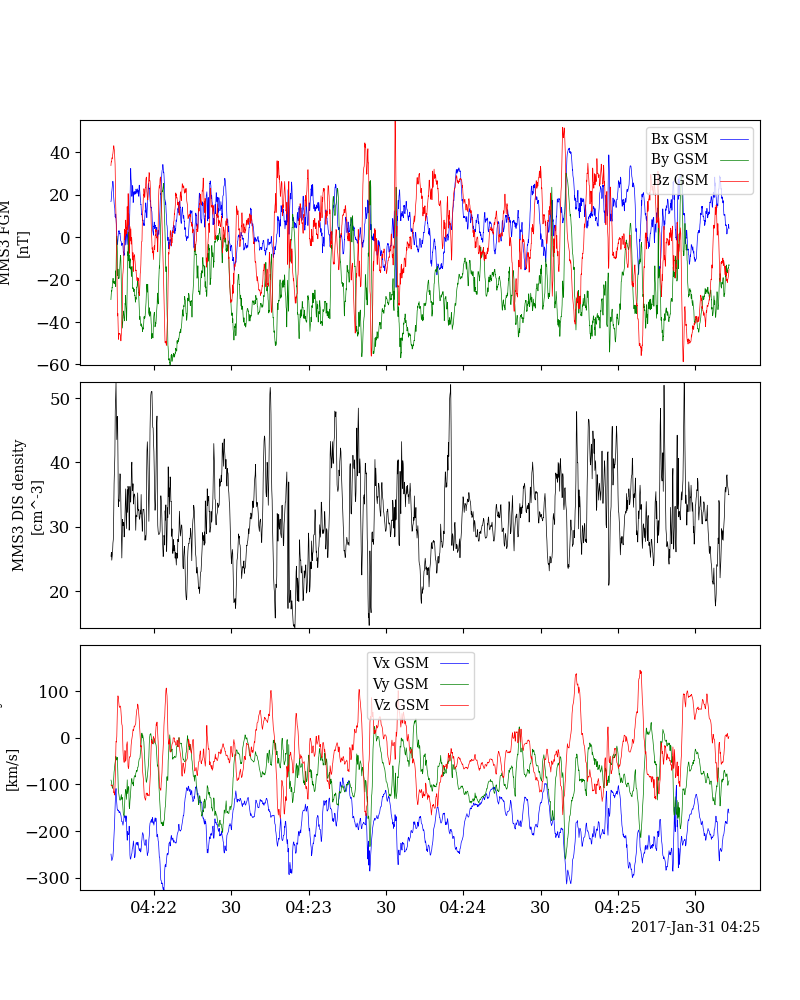 MMS3 FGM
[nT]
40
20
0
−20
−40
−60
Bx GSM
By GSM
Bz GSM
MMS3 DIS density
[cm^-3]
50
40
30
20
[km/s]
100
0
−100
−200
−300
Vx GSM
Vy GSM
Vz GSM
04:22
30
04:23
30
04:24
30
04:25
30
2017-Jan-31 04:25